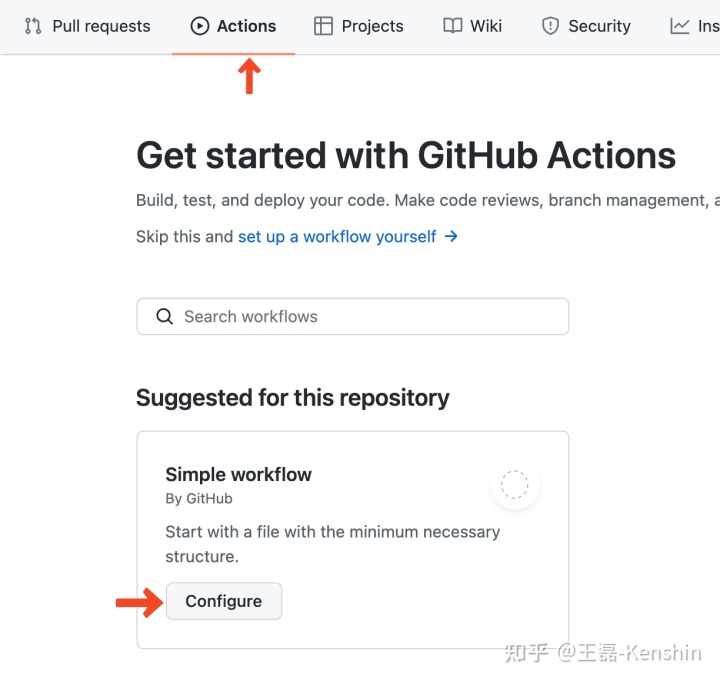 Pull requests Actions Projects Wiki Security Ins
Get started with GitHub Actions
Build, test, and deploy your code. Make code reviews, branch management, a
Skip this and set up a workflow yourself →
Search workflows
Suggested for this repository
Simple workflow
By GitHub
Start with a file with the minimum necessary
structure.
Configure
知乎 @王磊-Kenshin